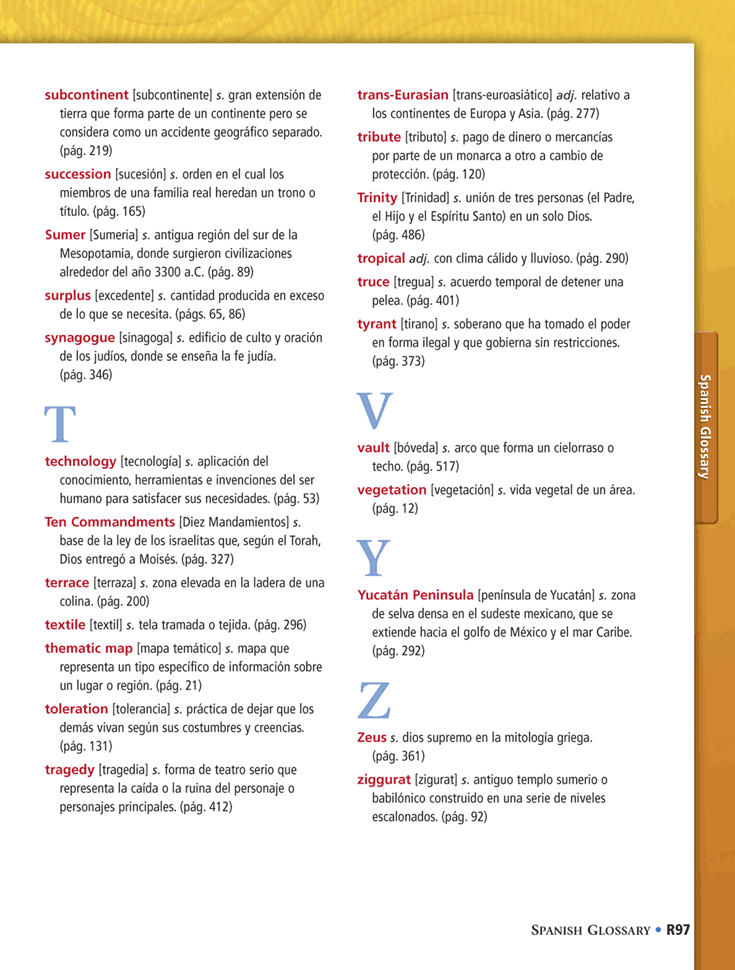 subcontinent [subcontinente] s. gran extensión de
tierra que forma parte de un continente pero se
considera como un accidente geográfico separado.
(pág. 219)
succession [sucesión] s. orden en el cual los
miembros de una familia real heredan un trono o
título. (pág. 165)
Sumer [Sumeria] s. antigua región del sur de la
Mesopotamia, donde surgieron civilizaciones
alrededor del año 3300 a.C. (pág. 89)
surplus [excedente] s. cantidad producida en exceso
de lo que se necesita. (págs. 65, 86)
synagogue [sinagoga] s. edificio de culto y oración
de los judíos, donde se enseña la fe judía.
(pág. 346)
T
technology [tecnología] s. aplicación del
conocimiento, herramientas e invenciones del ser
humano para satisfacer sus necesidades. (pág. 53)
Ten Commandments [Diez Mandamientos] s.
base de la ley de los israelitas que, según el Torah,
Dios entregó a Moisés. (pág. 327)
terrace [terraza] s. zona elevada en la ladera de una
colina. (pág. 200)
textile [textil] s. tela tramada o tejida. (pág. 296)
thematic map [mapa temático] s. mapa que
representa un tipo específico de información sobre
un lugar o región. (pág. 21)
toleration [tolerancia] s. práctica de dejar que los
demás vivan según sus costumbres y creencias.
(pág. 131)
tragedy [tragedia] s. forma de teatro serio que
representa la caída o la ruina del personaje o
personajes principales. (pág. 412)
trans-Eurasian [trans-euroasiático] adj. relativo a
los continentes de Europa y Asia. (pág. 277)
tribute [tributo] s. pago de dinero o mercancías
por parte de un monarca a otro a cambio de
protección. (pág. 120)
Trinity [Trinidad] s. unión de tres personas (el Padre,
el Hijo y el Espíritu Santo) en un solo Dios.
(pág. 486)
tropical adj. con clima cálido y lluvioso. (pág. 290)
truce [tregua] s. acuerdo temporal de detener una
pelea. (pág. 401)
tyrant [tirano] s. soberano que ha tomado el poder
en forma ilegal y que gobierna sin restricciones.
(pág. 373)
V
vault [bóveda] s. arco que forma un cielorraso o
techo. (pág. 517)
vegetation [vegetación] s. vida vegetal de un área.
(pág. 12)
Y
Yucatán Peninsula [península de Yucatán] s. zona
de selva densa en el sudeste mexicano, que se
extiende hacia el golfo de México y el mar Caribe.
(pág. 292)
Z
Zeus s. dios supremo en la mitología griega.
(pág. 361)
ziggurat [zigurat] s. antiguo templo sumerio o
babilónico construido en una serie de niveles
escalonados. (pág. 92)
Spanish Glossary
SPANISH GLOSSARY • R97